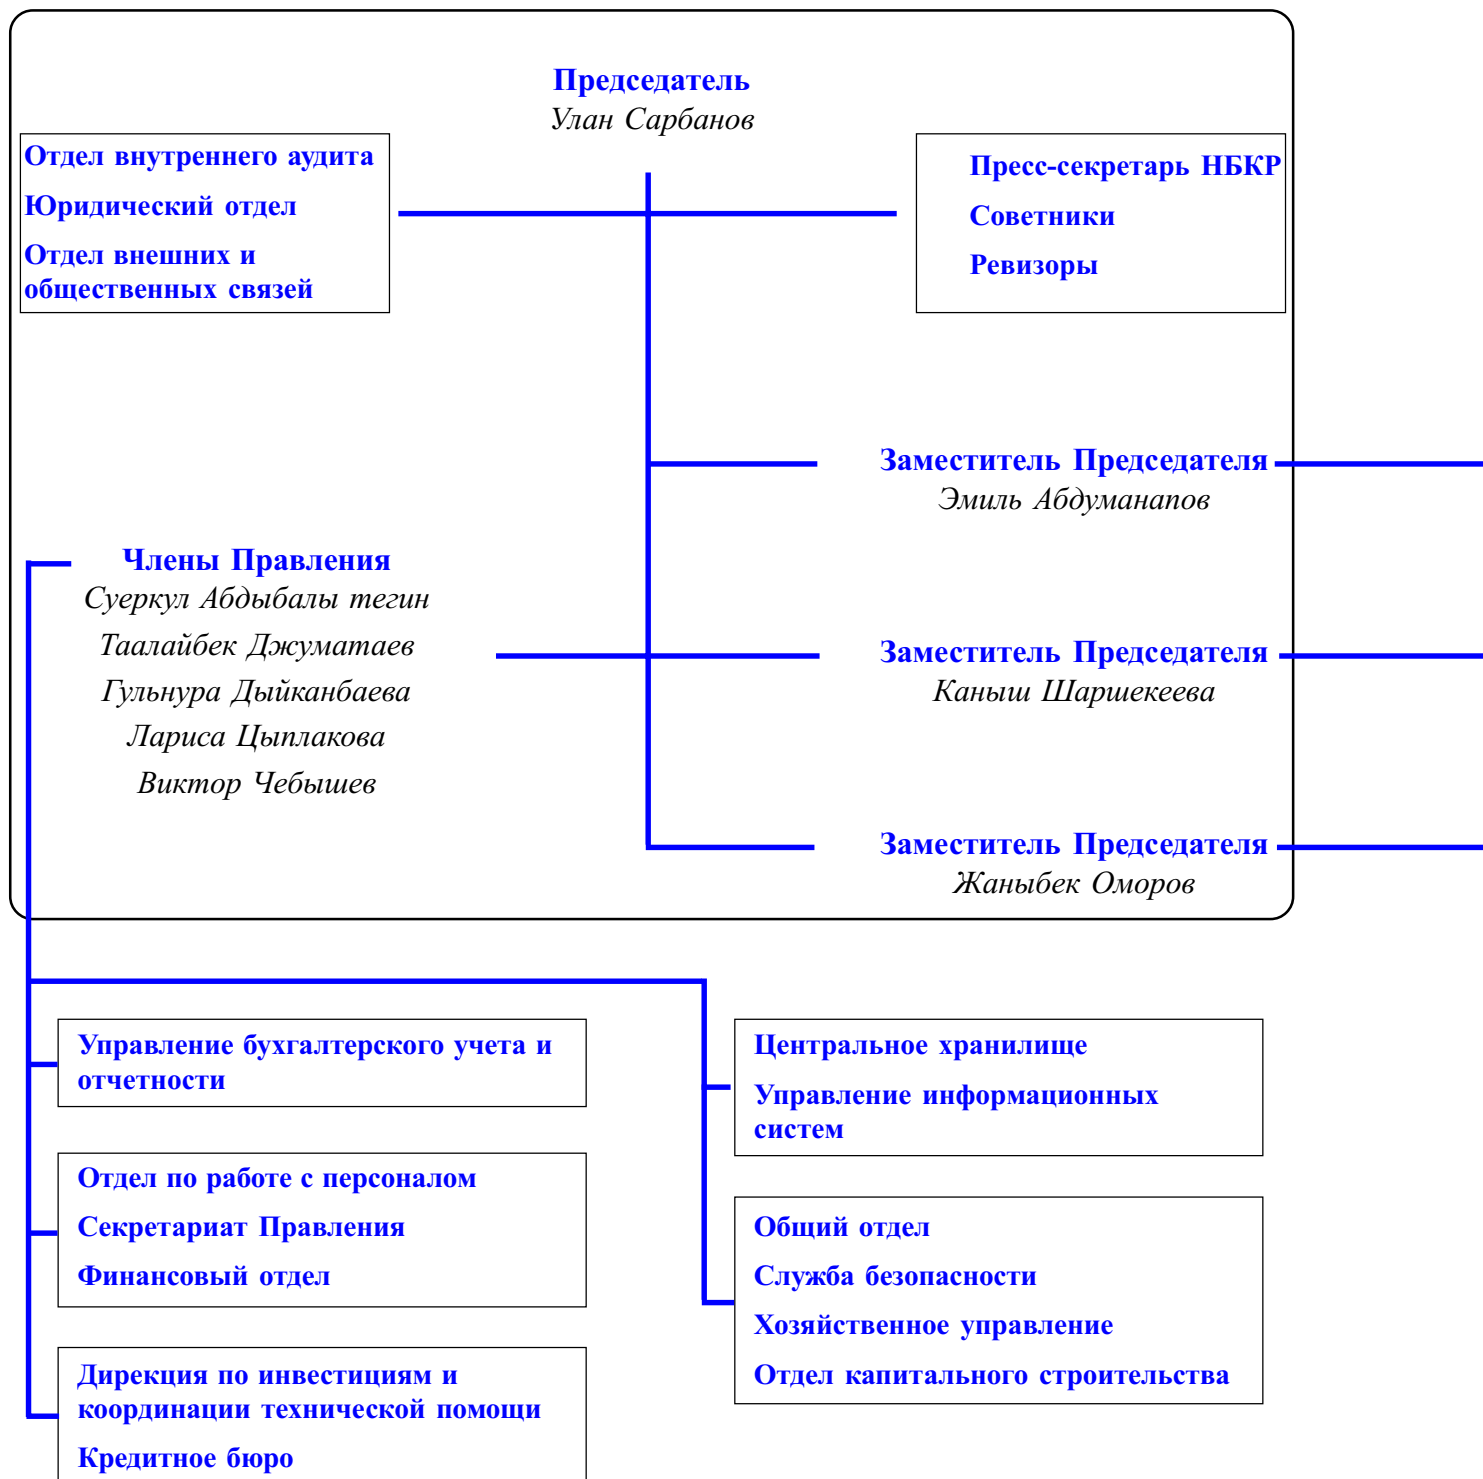 Председатель
Улан Сарбанов
Отдел внутреннего аудита
Юридический отдел
Отдел внешних и
общественных связей
Пресс-секретарь НБКР
Советники
Ревизоры
Заместитель Председателя
Эмиль Абдуманапов
Члены Правления
Суеркул Абдыбалы тегин
Таалайбек Джуматаев
Гульнура Дыйканбаева
Лариса Цыплакова
Виктор Чебышев
Заместитель Председателя
Каныш Шаршекеева
Заместитель Председателя
Жаныбек Оморов
Управление бухгалтерского учета и
отчетности
Отдел по работе с персоналом
Секретариат Правления
Финансовый отдел
Дирекция по инвестициям и
координации технической помощи
Кредитное бюро
Центральное хранилище
Управление информационных
систем
Общий отдел
Служба безопасности
Хозяйственное управление
Отдел капитального строительства